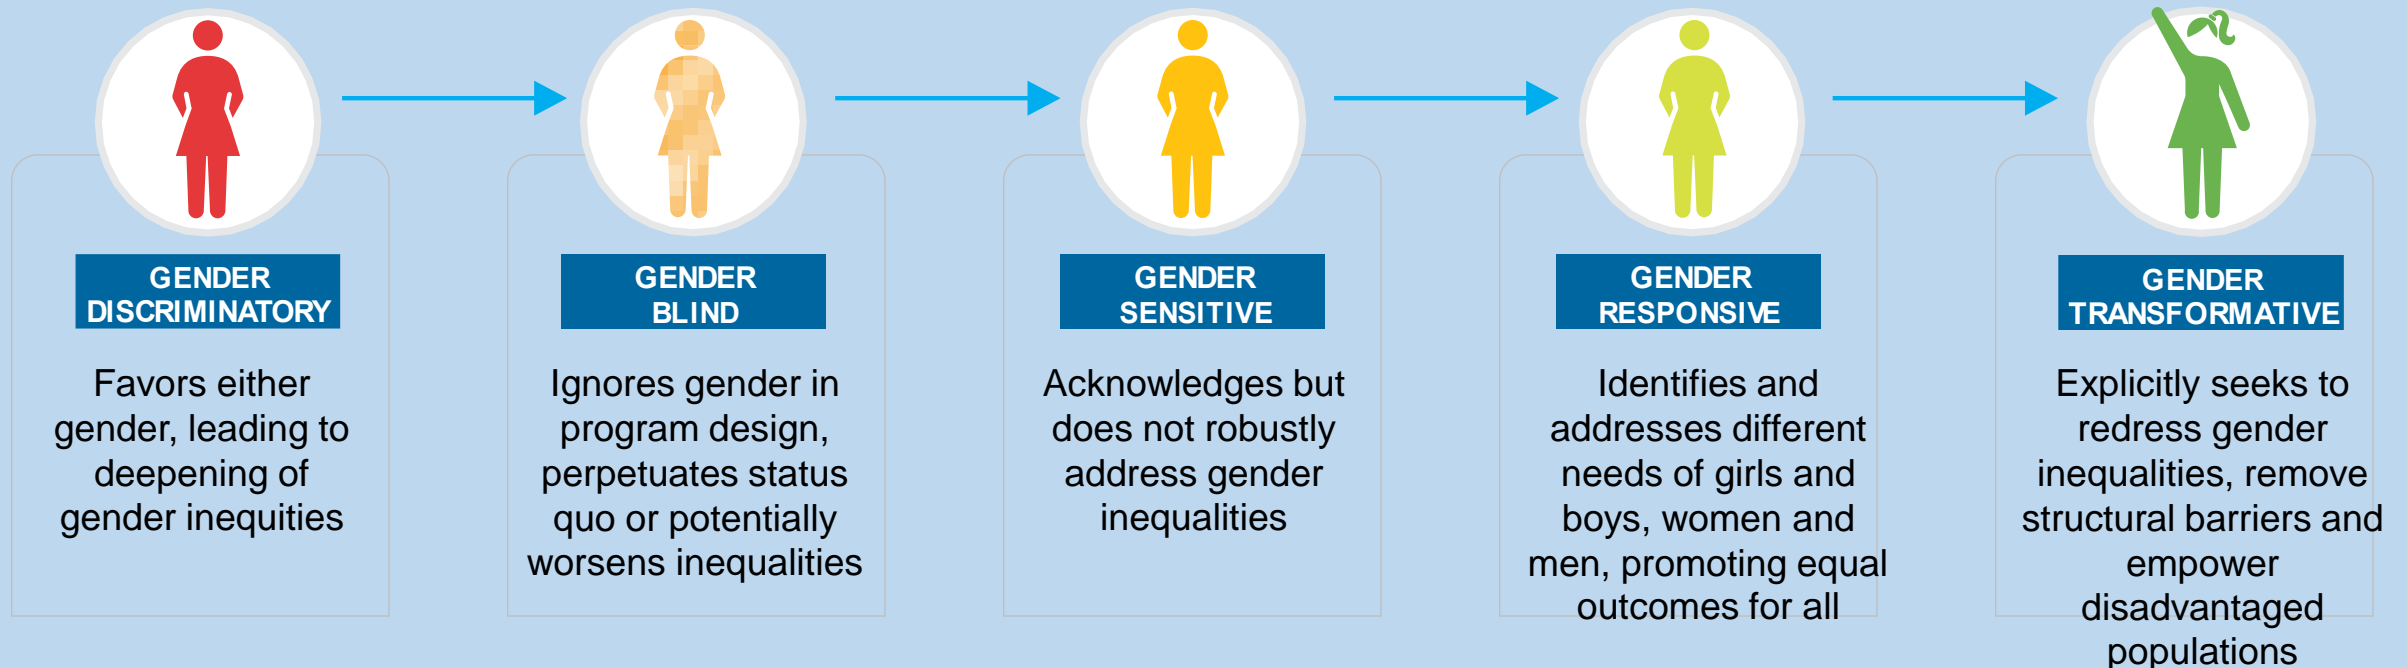 GENDER
DISCRIMINATORY
Favors either
gender, leading to
deepening of
gender inequities
GENDER
BLIND
Ignores gender in
program design,
perpetuates status
quo or potentially
worsens inequalities
GENDER
SENSITIVE
Acknowledges but
does not robustly
address gender
inequalities
GENDER
RESPONSIVE
Identifies and
addresses different
needs of girls and
boys, women and
men, promoting equal
outcomes for all
GENDER
TRANSFORMATIVE
Explicitly seeks to
redress gender
inequalities, remove
structural barriers and
empower
disadvantaged
populations